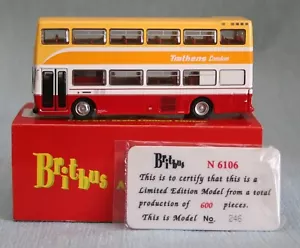 Timthons London
Britbus
A
Britbus
N 6106
This is to certify that this is a
Limited Edition Model from a total
production of 600 pieces.
This is Model No. 246